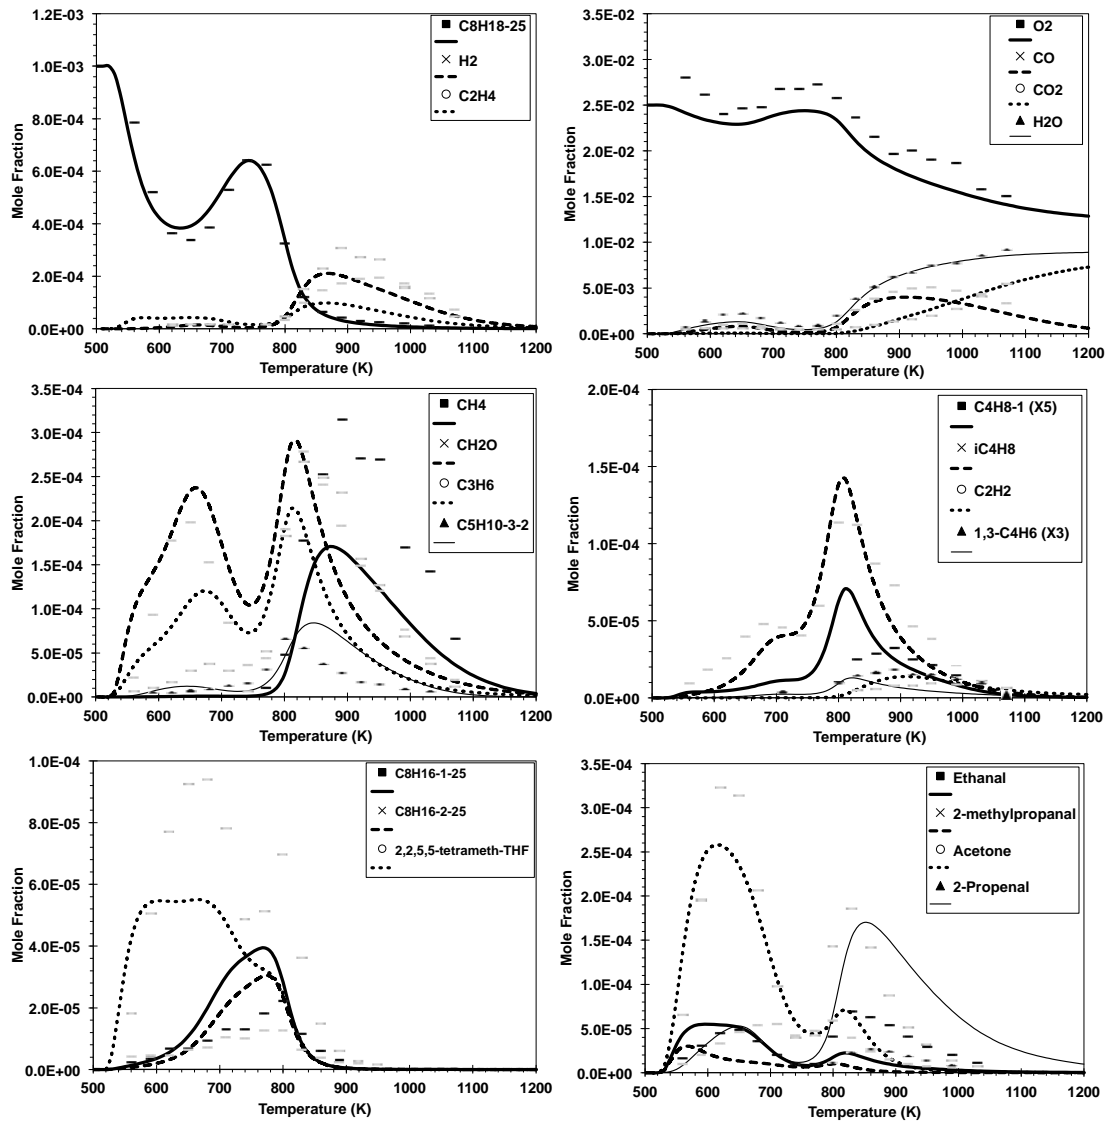 1.2E-03
1.0E-03
8.0E-04
6.0E-04
4.0E-04
2.0E-04
0.0E+00
Mole Fraction
500 600 700 800 900 1000 1100 1200
Temperature (K)
C8H18-25
H2
C2H4
3.5E-02
3.0E-02
2.5E-02
2.0E-02
1.5E-02
1.0E-02
5.0E-03
0.0E+00
Mole Fraction
500 600 700 800 900 1000 1100 1200
Temperature (K)
O2
CO
CO2
H2O
3.5E-04
3.0E-04
2.5E-04
2.0E-04
1.5E-04
1.0E-04
5.0E-05
0.0E+00
Mole Fraction
500 600 700 800 900 1000 1100 1200
Temperature (K)
CH4
CH2O
C3H6
C5H10-3-2
2.0E-04
1.5E-04
1.0E-04
5.0E-05
0.0E+00
Mole Fraction
500 600 700 800 900 1000 1100 1200
Temperature (K)
C4H8-1 (X5)
iC4H8
C2H2
1,3-C4H6 (X3)
1.0E-04
8.0E-05
6.0E-05
4.0E-05
2.0E-05
0.0E+00
Mole Fraction
500 600 700 800 900 1000 1100 1200
Temperature (K)
C8H16-1-25
C8H16-2-25
2,2,5,5-tetrameth-THF
3.5E-04
3.0E-04
2.5E-04
2.0E-04
1.5E-04
1.0E-04
5.0E-05
0.0E+00
Mole Fraction
500 600 700 800 900 1000 1100 1200
Temperature (K)
Ethanal
2-methylpropanal
Acetone
2-Propenal